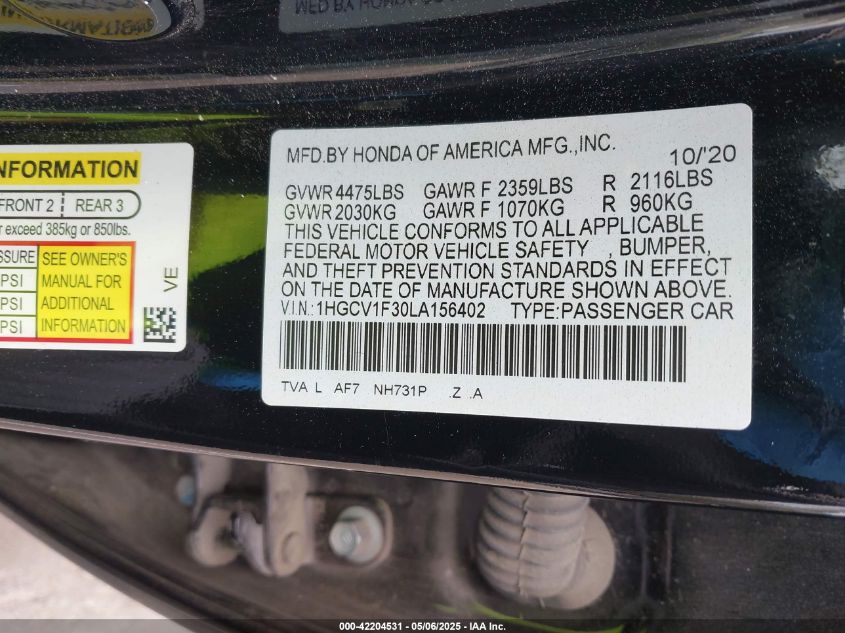 MFD.BY HONDA OF AMERICA MFG.,INC. 10/'20
GVWR 4475LBS GAWR F 2359LBS R 2116LBS
GVWR 2030KG GAWR F 1070KG R 960KG
THIS VEHICLE CONFORMS TO ALL APPLICABLE
FEDERAL MOTOR VEHICLE SAFETY , BUMPER,
AND THEFT PREVENTION STANDARDS IN EFFECT
ON THE DATE OF MANUFACTURE SHOWN ABOVE.
V.I.N.: 1HGCV1F30LA156402 TYPE:PASSENGER CAR
TVA L AF7 NH731P .Z .A
INFORMATION
FRONT 2 REAR 3
exceed 385kg or 850lbs.
SEE OWNER'S
PSI MANUAL FOR
PSI ADDITIONAL
PSI INFORMATION
VE
000-42204531 - 05/06/2025 - IAA Inc.